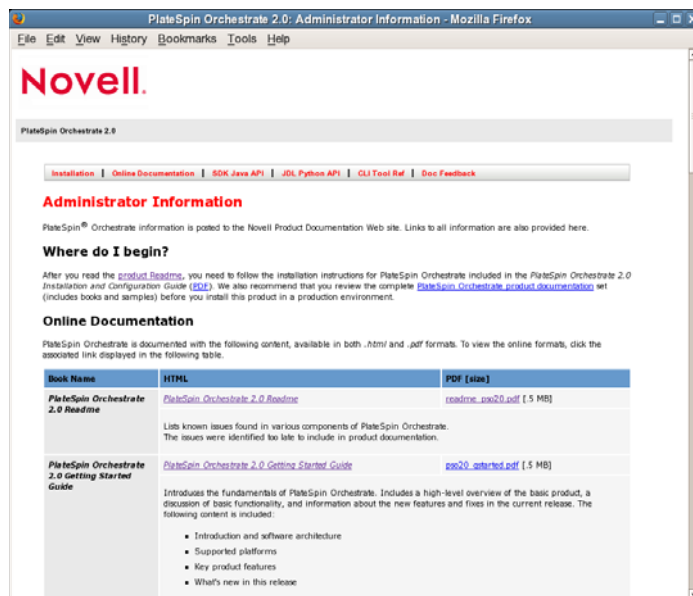 PlateSpin Orchestrate 2.0: Administrator Information - Mozilla Firefox
File Edit View History Bookmarks Tools Help
Novell.
PlateSpin Orchestrate 2.0
Installation | Online Documentation | SDK Java API | JDL Python API | CLI Tool Ref | Doc Feedback
Administrator Information
PlateSpin® Orchestrate information is posted to the Novell Product Documentation Web site. Links to all information are also provided here.
Where do I begin?
After you read the product Readme, you need to follow the installation instructions for PlateSpin Orchestrate included in the PlateSpin Orchestrate 2.0
Installation and Configuration Guide (PDF). We also recommend that you review the complete PlateSpin Orchestrate product documentation set
(includes books and samples) before you install this product in a production environment.
Online Documentation
PlateSpin Orchestrate is documented with the following content, available in both .html and .pdf formats. To view the online formats, click the
associated link displayed in the following table.
Book Name HTML PDF [size]
PlateSpin Orchestrate PlateSpin Orchestrate 2.0 Readme readme_pso20.pdf [.5 MB]
2.0 Readme
Lists known issues found in various components of PlateSpin Orchestrate.
The issues were identified too late to include in product documentation.
PlateSpin Orchestrate PlateSpin Orchestrate 2.0 Getting Started Guide pso20_qstarted.pdf [.5 MB]
2.0 Getting Started
Guide
Introduces the fundamentals of PlateSpin Orchestrate. Includes a high-level overview of the basic product, a
discussion of basic functionality, and information about the new features and fixes in the current release. The
following content is included:
Introduction and software architecture
Supported platforms
Key product features
What's new in this release